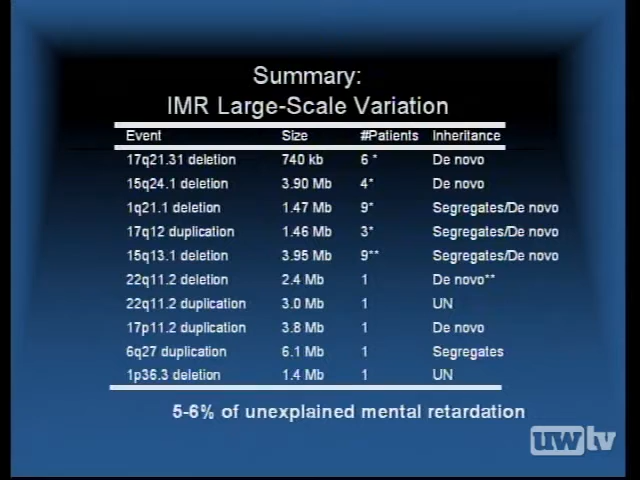 Summary:
IMR Large-Scale Variation
Event Size #Patients Inheritance
17q21.31 deletion 740 kb 6 * De novo
15q24.1 deletion 3.90 Mb 4* De novo
1q21.1 deletion 1.47 Mb 9* Segregates/De novo
17q12 duplication 1.46 Mb 3* Segregates/De novo
15q13.1 deletion 3.95 Mb 9** Segregates/De novo
22q11.2 deletion 2.4 Mb 1 De novo**
22q11.2 duplication 3.0 Mb 1 UN
17p11.2 duplication 3.8 Mb 1 De novo
6q27 duplication 6.1 Mb 1 Segregates
1p36.3 deletion 1.4 Mb 1 UN
5-6% of unexplained mental retardation
uwtv